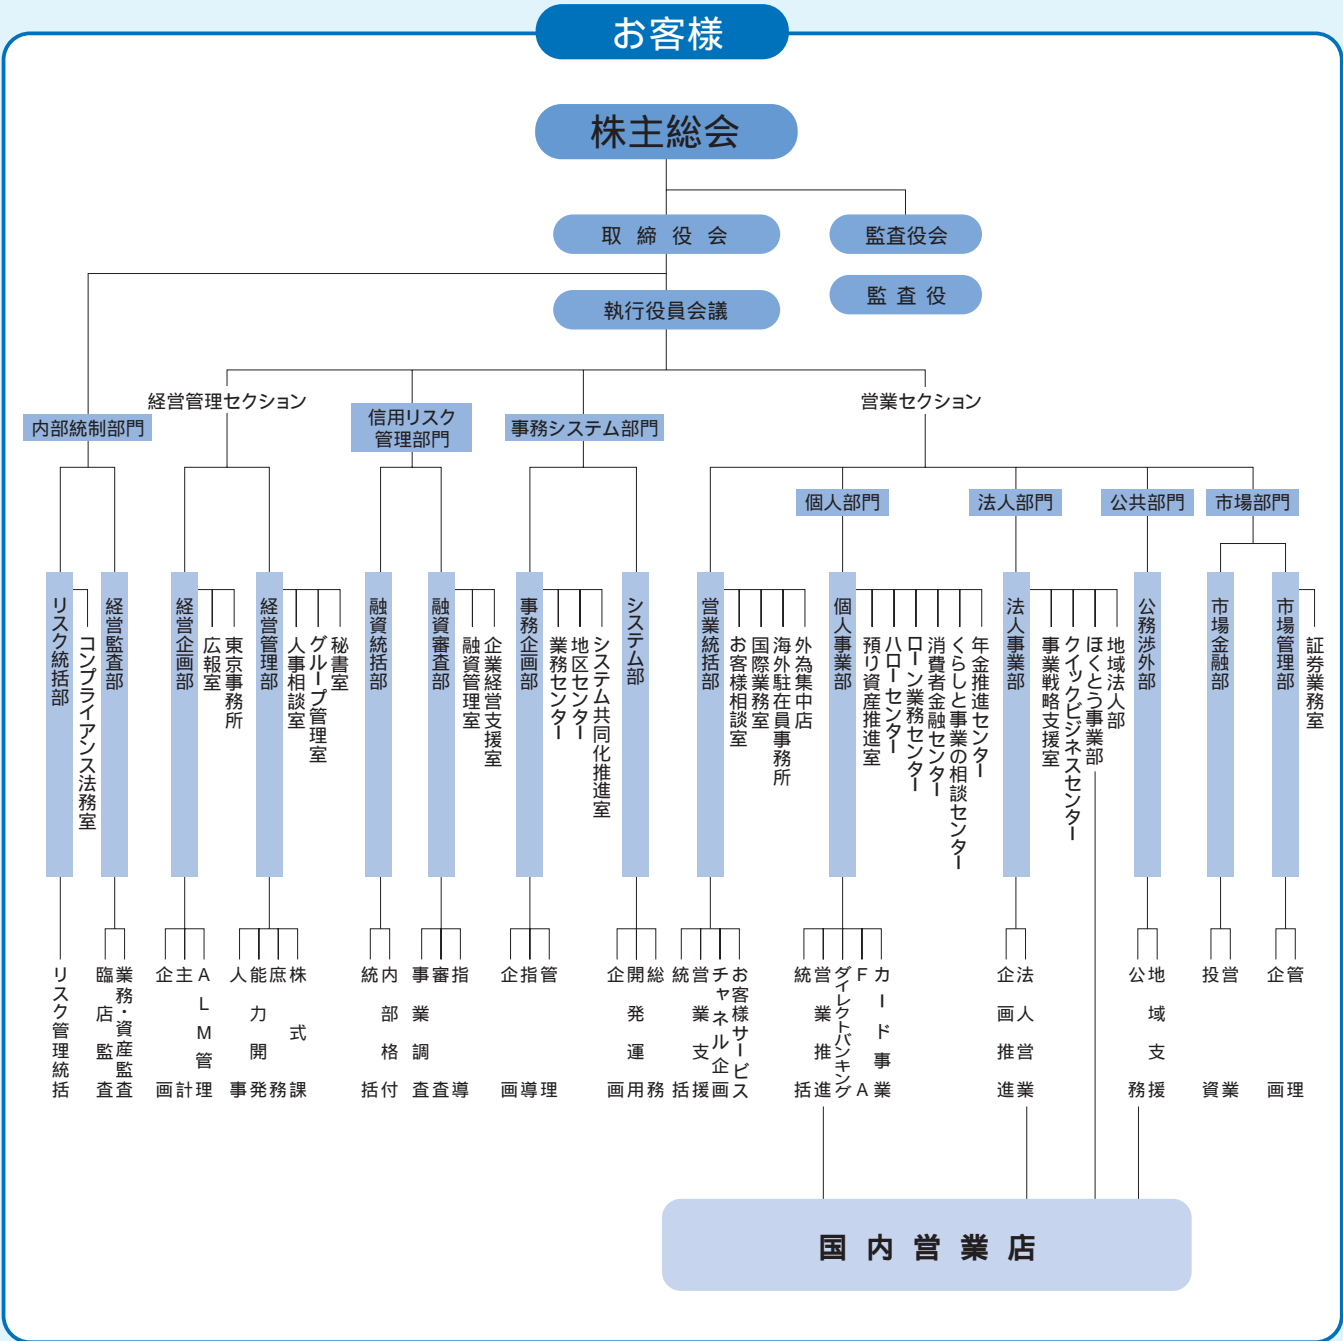 お客様
株主総会
取締役会
監査役会
監査役
執行役員会議
経営管理セクション
営業セクション
内部統制部門
信用リスク
管理部門
事務システム部門
個人部門
法人部門
公共部門
市場部門
リスク統括部
コンプライアンス法務室
経営監査部
経営企画部
広報室
東京事務所
経営管理部
人事相談室
グループ管理室
秘書室
融資統括部
融資審査部
融資管理室
企業経営支援室
事務企画部
業務センター
地区センター
システム共同化推進室
システム部
営業統括部
お客様相談室
国際業務室
海外駐在員事務所
外為集中店
個人事業部
預り資産推進室
ハローセンター
ローン業務センター
消費者金融センター
くらしと事業の相談センター
年金推進センター
法人事業部
事業戦略支援室
クイックビジネスセンター
ほくとう事業部
地域法人部
公務渉外部
市場金融部
市場管理部
証券業務室
リスク管理統括
臨店監査
業務・資産監査
企画
主計
ALM管理
人事
能力開発
庶務
株式課
統括
内部格付
事業調査
審査
指導
企画
指導
管理
企画
開発運用
総務
統括
営業支援
チャネル企画
お客様サービス
統括
営業推進
ダイレクトバンキング
FA
カード事業
企画推進
法人営業
公務
地域支援
投資
営業
企画
管理
国内営業店